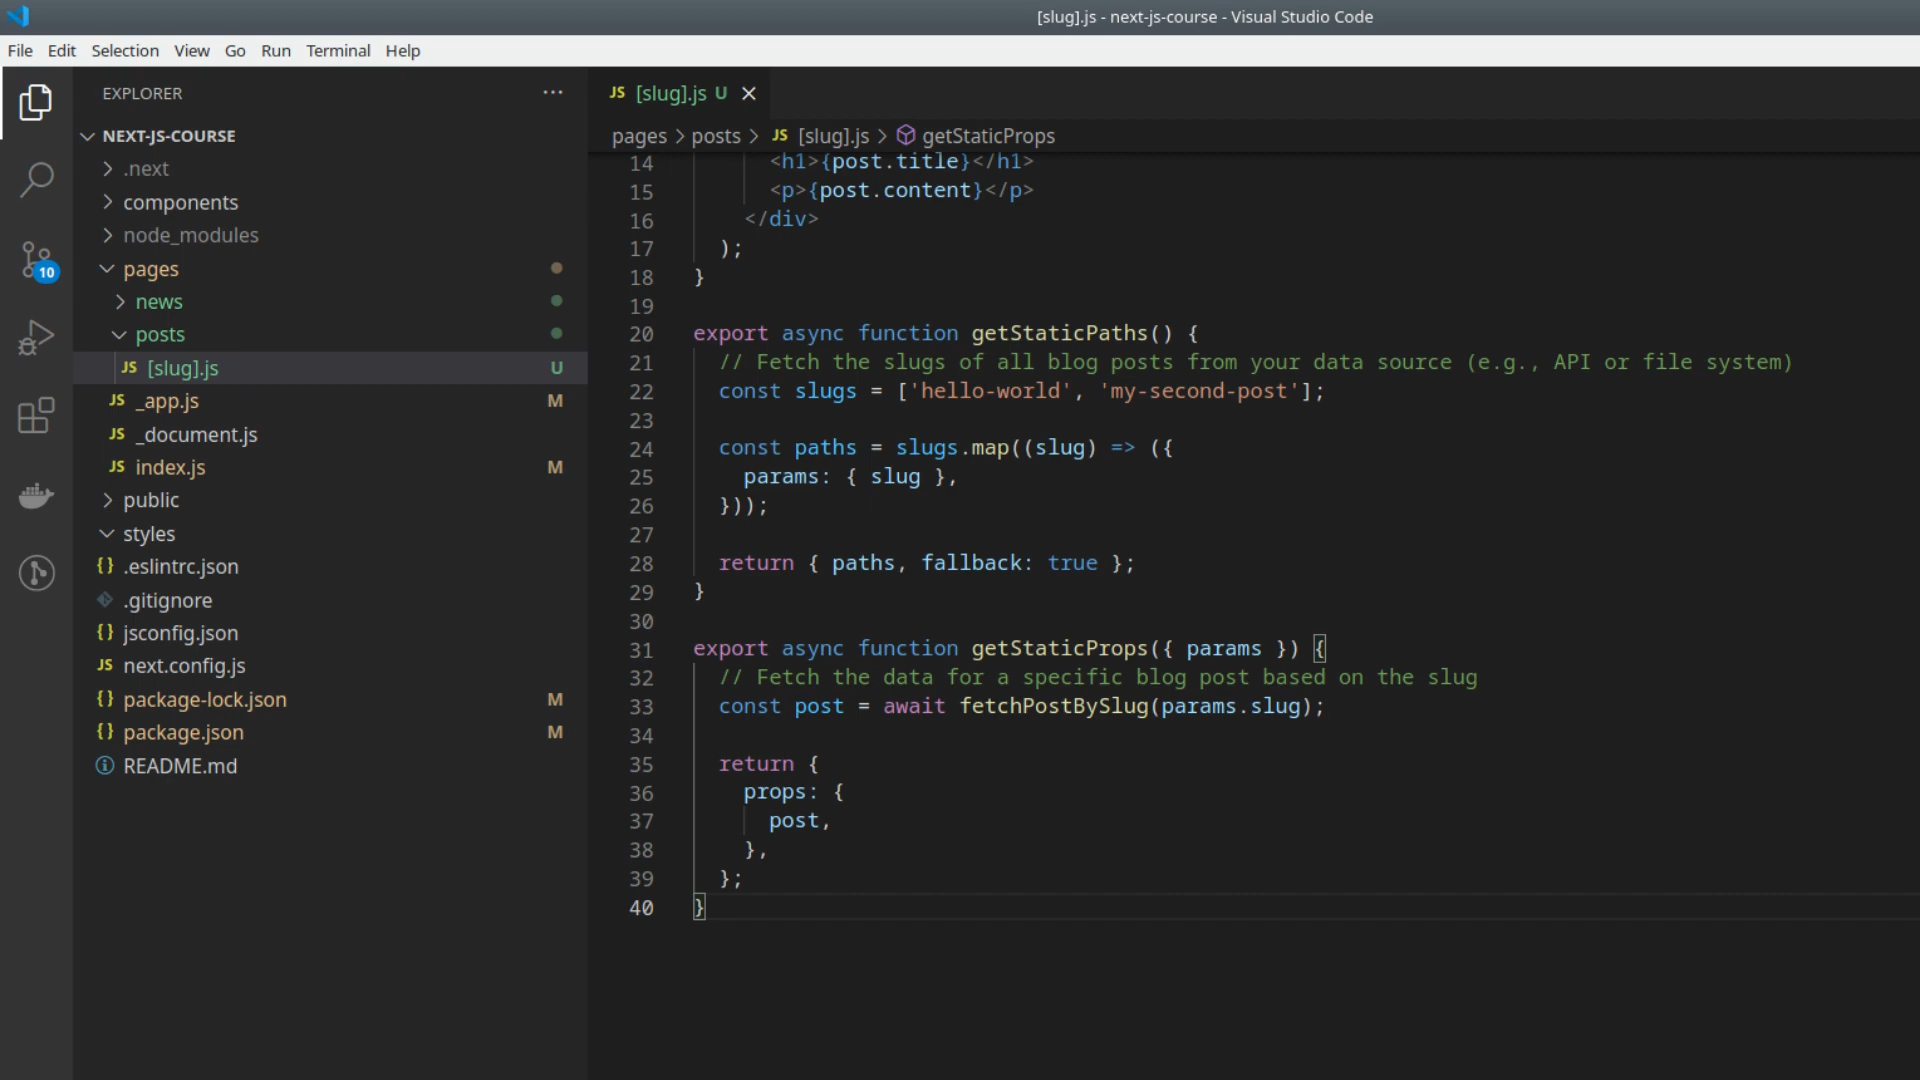 [slug].js - next-js-course - Visual Studio Code
File Edit Selection View Go Run Terminal Help
EXPLORER ...
NEXT-JS-COURSE
.next
components
node_modules
pages
news
posts
JS [slug].js U
JS _app.js M
JS _document.js
JS index.js M
public
styles
{} .eslintrc.json
.gitignore
{} jsconfig.json
JS next.config.js
{} package-lock.json M
{} package.json M
README.md
10
JS [slug].js U
pages > posts > JS [slug].js > getStaticProps
14 <h1>{post.title}</h1>
15 <p>{post.content}</p>
16 </div>
17 );
18 }
19
20 export async function getStaticPaths() {
21 // Fetch the slugs of all blog posts from your data source (e.g., API or file system)
22 const slugs = ['hello-world', 'my-second-post'];
23
24 const paths = slugs.map((slug) => ({
25 params: { slug },
26 }));
27
28 return { paths, fallback: true };
29 }
30
31 export async function getStaticProps({ params }) {
32 // Fetch the data for a specific blog post based on the slug
33 const post = await fetchPostBySlug(params.slug);
34
35 return {
36 props: {
37 post,
38 },
39 };
40 }